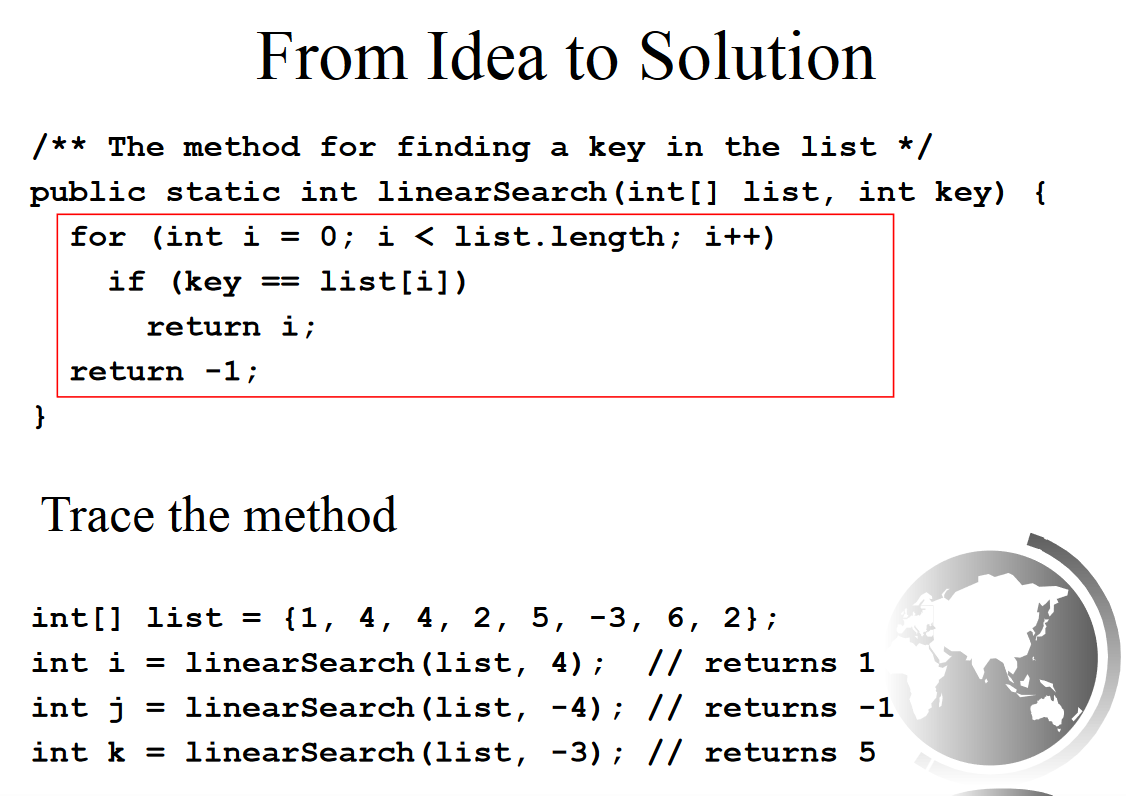 From Idea to Solution
/** The method for finding a key in the list */
public static int linearSearch(int[] list, int key) {
for (int i = 0; i < list.length; i++)
if (key == list[i])
return i;
return -1;
}
Trace the method
int[] list = {1, 4, 4, 2, 5, -3, 6, 2};
int i = linearSearch(list, 4); // returns 1
int j = linearSearch(list, -4); // returns -1
int k = linearSearch(list, -3); // returns 5